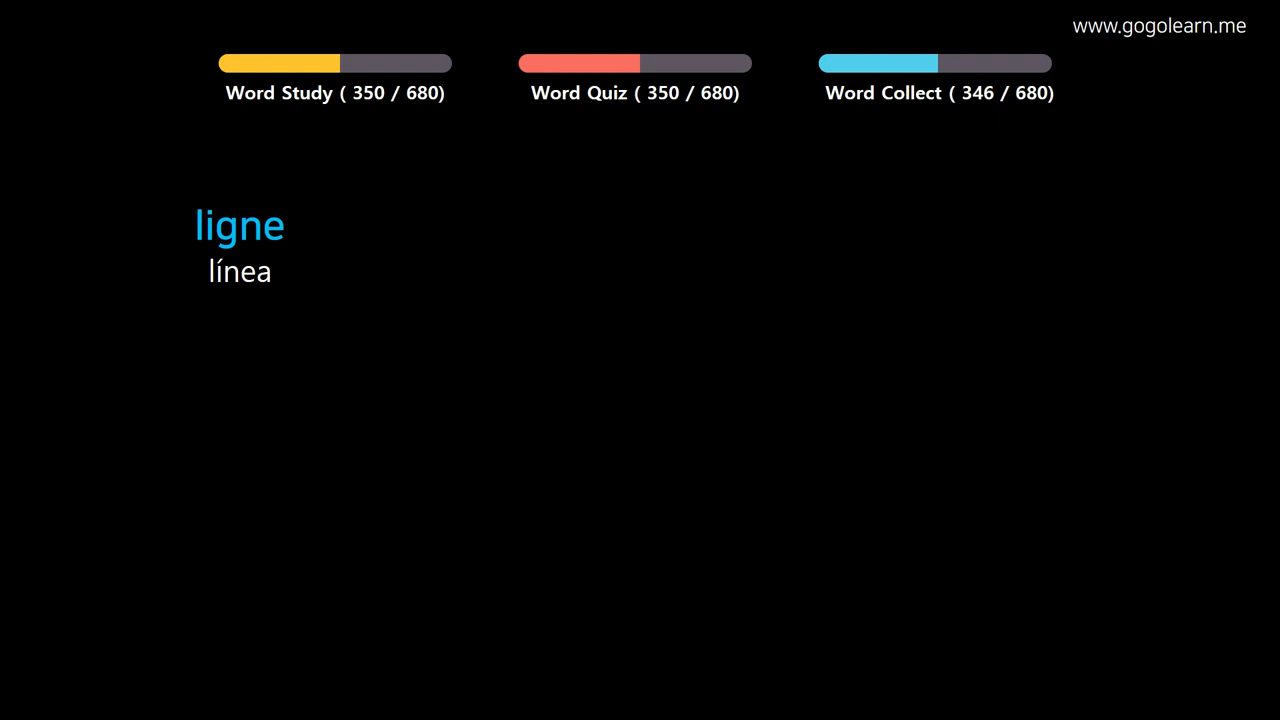 www.gogolearn.me
Word Study ( 350 / 680)
Word Quiz ( 350 / 680)
Word Collect ( 346 / 680)
ligne
línea